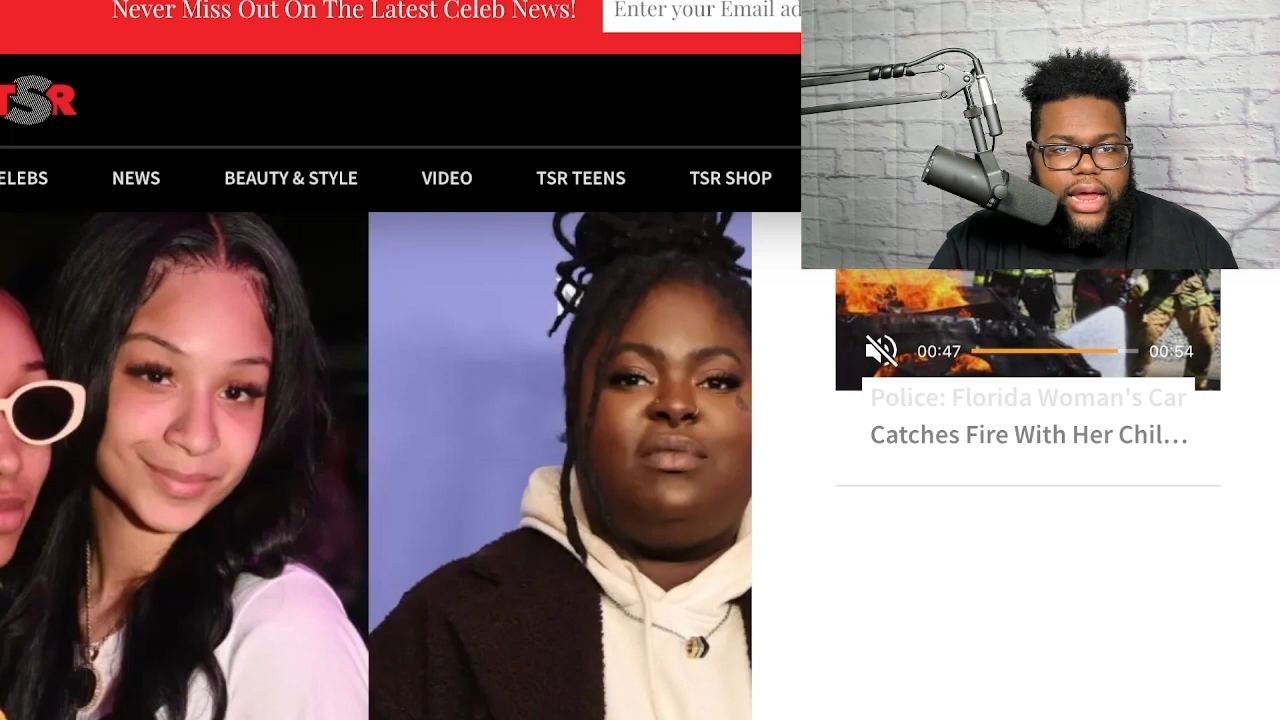 Never Miss Out On The Latest Celeb News!
Enter your Email ad
TSR
ELEBS
NEWS
BEAUTY & STYLE
VIDEO
TSR TEENS
TSR SHOP
00:47
00:54
Police: Florida Woman's Car
Catches Fire With Her Chil...